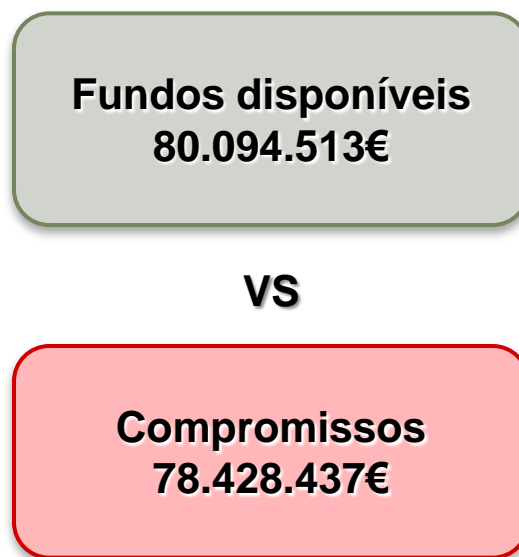 Fundos disponíveis
80.094.513€
VS
Compromissos
78.428.437€